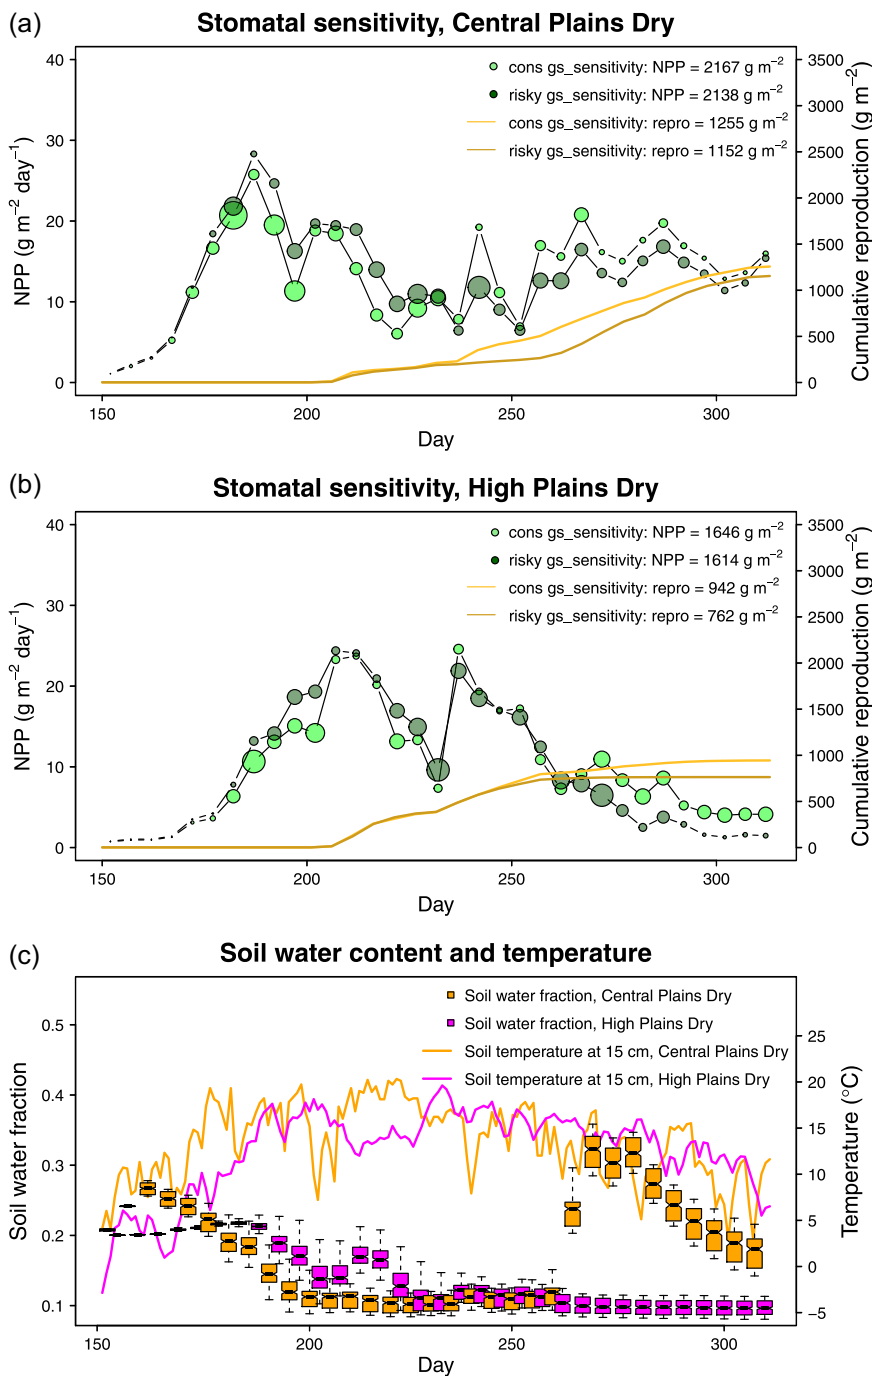 (a)
Stomatal sensitivity, Central Plains Dry
40
30
20
10
0
NPP (g m−2 day−1)
3500
3000
2500
2000
1500
1000
500
0
Cumulative reproduction (g m−2)
cons gs_sensitivity: NPP = 2167 g m−2
risky gs_sensitivity: NPP = 2138 g m−2
cons gs_sensitivity: repro = 1255 g m−2
risky gs_sensitivity: repro = 1152 g m−2
150 200 250 300
Day
(b)
Stomatal sensitivity, High Plains Dry
40
30
20
10
0
NPP (g m−2 day−1)
3500
3000
2500
2000
1500
1000
500
0
Cumulative reproduction (g m−2)
cons gs_sensitivity: NPP = 1646 g m−2
risky gs_sensitivity: NPP = 1614 g m−2
cons gs_sensitivity: repro = 942 g m−2
risky gs_sensitivity: repro = 762 g m−2
150 200 250 300
Day
(c)
Soil water content and temperature
0.5
0.4
0.3
0.2
0.1
Soil water fraction
25
20
15
10
5
0
−5
Temperature (°C)
Soil water fraction, Central Plains Dry
Soil water fraction, High Plains Dry
Soil temperature at 15 cm, Central Plains Dry
Soil temperature at 15 cm, High Plains Dry
150 200 250 300
Day